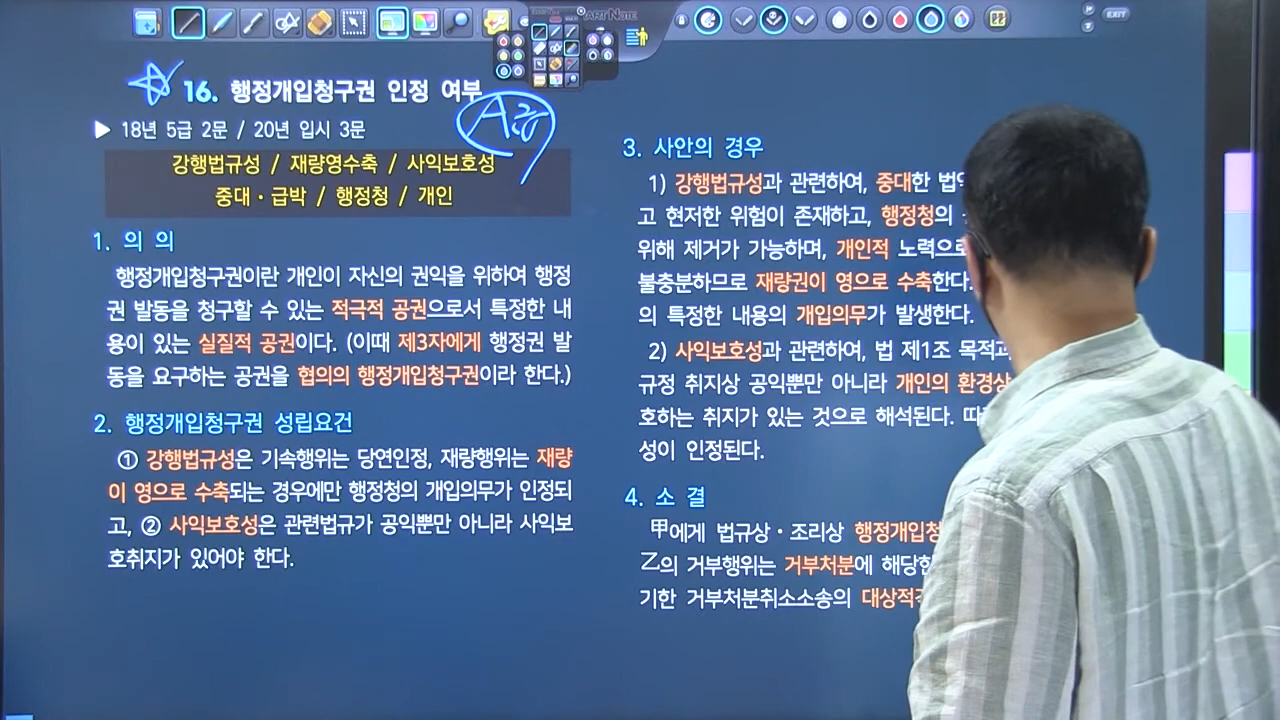 EXIT
16. 행정개입청구권 인정 여부
A급
▶ 18년 5급 2문 / 20년 입시 3문
강행법규성 / 재량영수축 / 사익보호성
중대·급박 / 행정청 / 개인
1. 의 의
행정개입청구권이란 개인이 자신의 권익을 위하여 행정
권 발동을 청구할 수 있는 적극적 공권으로서 특정한 내
용이 있는 실질적 공권이다. (이때 제3자에게 행정권 발
동을 요구하는 공권을 협의의 행정개입청구권이라 한다.)
2. 행정개입청구권 성립요건
① 강행법규성은 기속행위는 당연인정, 재량행위는 재량
이 영으로 수축되는 경우에만 행정청의 개입의무가 인정되
고, ② 사익보호성은 관련법규가 공익뿐만 아니라 사익보
호취지가 있어야 한다.
3. 사안의 경우
1) 강행법규성과 관련하여, 중대한
고 현저한 위험이 존재하고, 행정청의
위해 제거가 가능하며, 개인적 노력으로
불충분하므로 재량권이 영으로 수축한다.
의 특정한 내용의 개입의무가 발생한다.
2) 사익보호성과 관련하여, 법 제1조 목적
규정 취지상 공익뿐만 아니라 개인의 환경상
호하는 취지가 있는 것으로 해석된다.
성이 인정된다.
4. 소 결
甲에게 법규상·조리상 행정개입청
乙의 거부행위는 거부처분에 해당
기한 거부처분취소소송의 대상적